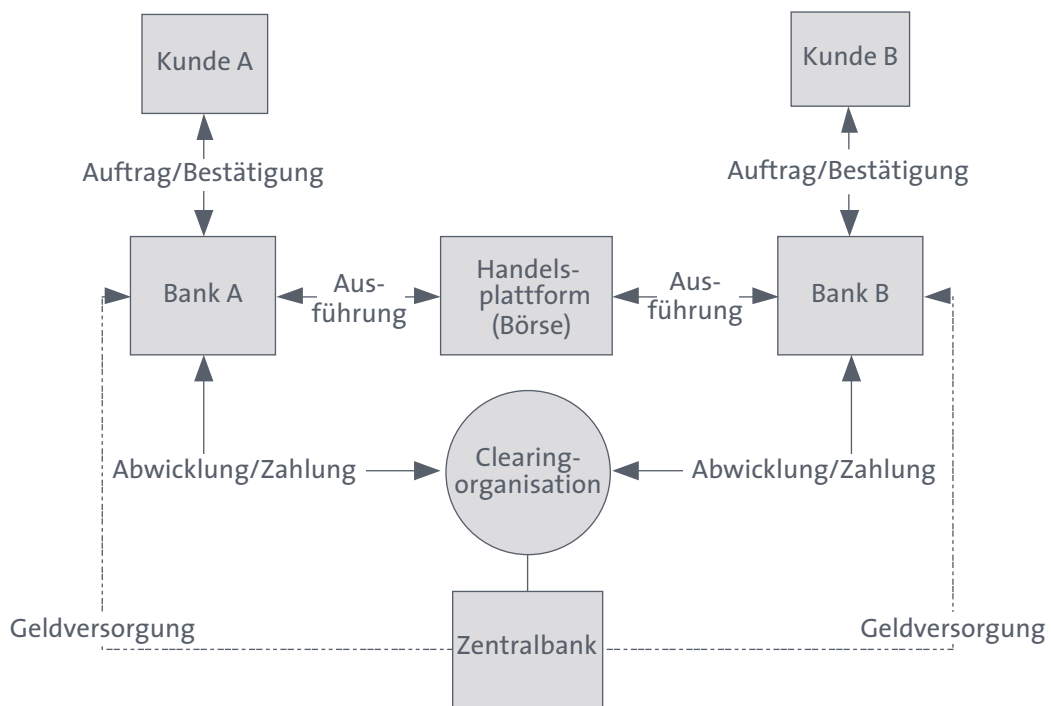 Kunde A
Kunde B
Auftrag/Bestätigung
Auftrag/Bestätigung
Bank A
Aus-
führung
Handels-
plattform
(Börse)
Aus-
führung
Bank B
Abwicklung/Zahlung
Clearing-
organisation
Abwicklung/Zahlung
Geldversorgung
Zentralbank
Geldversorgung